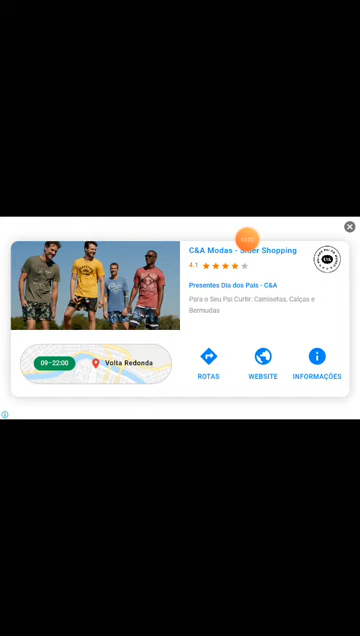 C&A Modas - Sider Shopping
4.1
Presentes Dia dos Pais - C&A
Para o Seu Pai Curtir: Camisetas, Calças e
Bermudas
09–22:00
Volta Redonda
ROTAS
WEBSITE
INFORMAÇÕES